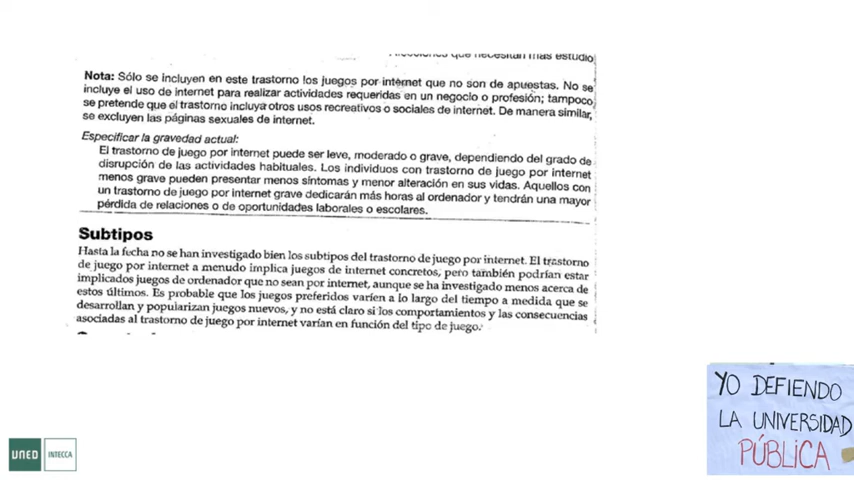 Afecciones que necesitan más estudio
Nota: Sólo se incluyen en este trastorno los juegos por internet que no son de apuestas. No se
incluye el uso de internet para realizar actividades requeridas en un negocio o profesión; tampoco
se pretende que el trastorno incluya otros usos recreativos o sociales de internet. De manera similar,
se excluyen las páginas sexuales de internet.
Especificar la gravedad actual:
El trastorno de juego por internet puede ser leve, moderado o grave, dependiendo del grado de
disrupción de las actividades habituales. Los individuos con trastorno de juego por internet
menos grave pueden presentar menos síntomas y menor alteración en sus vidas. Aquellos con
un trastorno de juego por internet grave dedicarán más horas al ordenador y tendrán una mayor
pérdida de relaciones o de oportunidades laborales o escolares.
Subtipos
Hasta la fecha no se han investigado bien los subtipos del trastorno de juego por internet. El trastorno
de juego por internet a menudo implica juegos de internet concretos, pero también podrían estar
implicados juegos de ordenador que no sean por internet, aunque se ha investigado menos acerca de
estos últimos. Es probable que los juegos preferidos varíen a lo largo del tiempo a medida que se
desarrollan y popularizan juegos nuevos, y no está claro si los comportamientos y las consecuencias
asociadas al trastorno de juego por internet varían en función del tipo de juego.
YO DEFIENDO
LA UNIVERSIDAD
PÚBLICA
UNED INTECCA